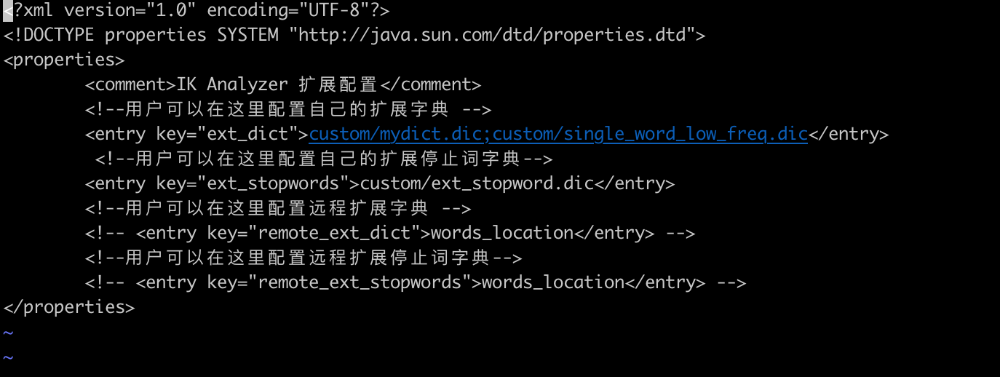 <?xml version="1.0" encoding="UTF-8"?>
<!DOCTYPE properties SYSTEM "http://java.sun.com/dtd/properties.dtd">
<properties>
        <comment>IK Analyzer 扩展配置</comment>
        <!--用户可以在这里配置自己的扩展字典 -->
        <entry key="ext_dict">custom/mydict.dic;custom/single_word_low_freq.dic</entry>
         <!--用户可以在这里配置自己的扩展停止词字典-->
        <entry key="ext_stopwords">custom/ext_stopword.dic</entry>
        <!--用户可以在这里配置远程扩展字典 -->
        <!-- <entry key="remote_ext_dict">words_location</entry> -->
        <!--用户可以在这里配置远程扩展停止词字典-->
        <!-- <entry key="remote_ext_stopwords">words_location</entry> -->
</properties>
~
~